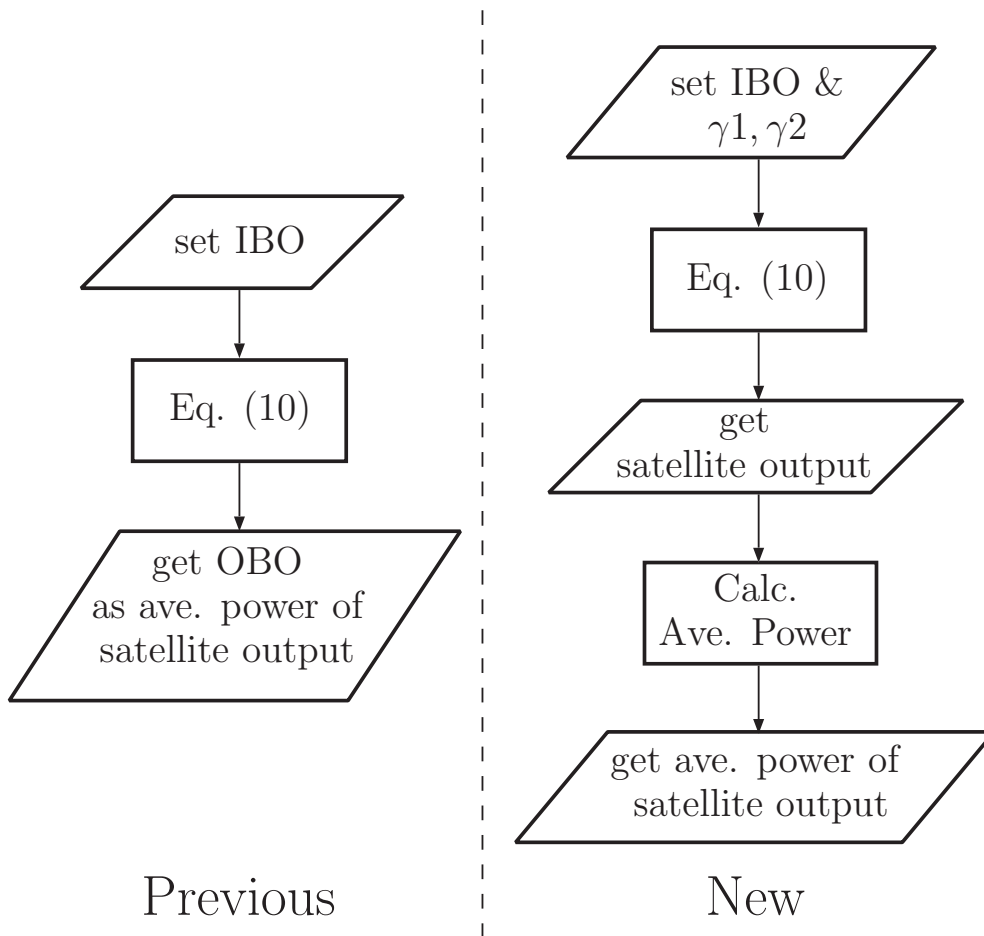 set IBO
Eq. (10)
get OBO
as ave. power of
satellite output
Previous
set IBO &
γ1, γ2
Eq. (10)
get
satellite output
Calc.
Ave. Power
get ave. power of
satellite output
New